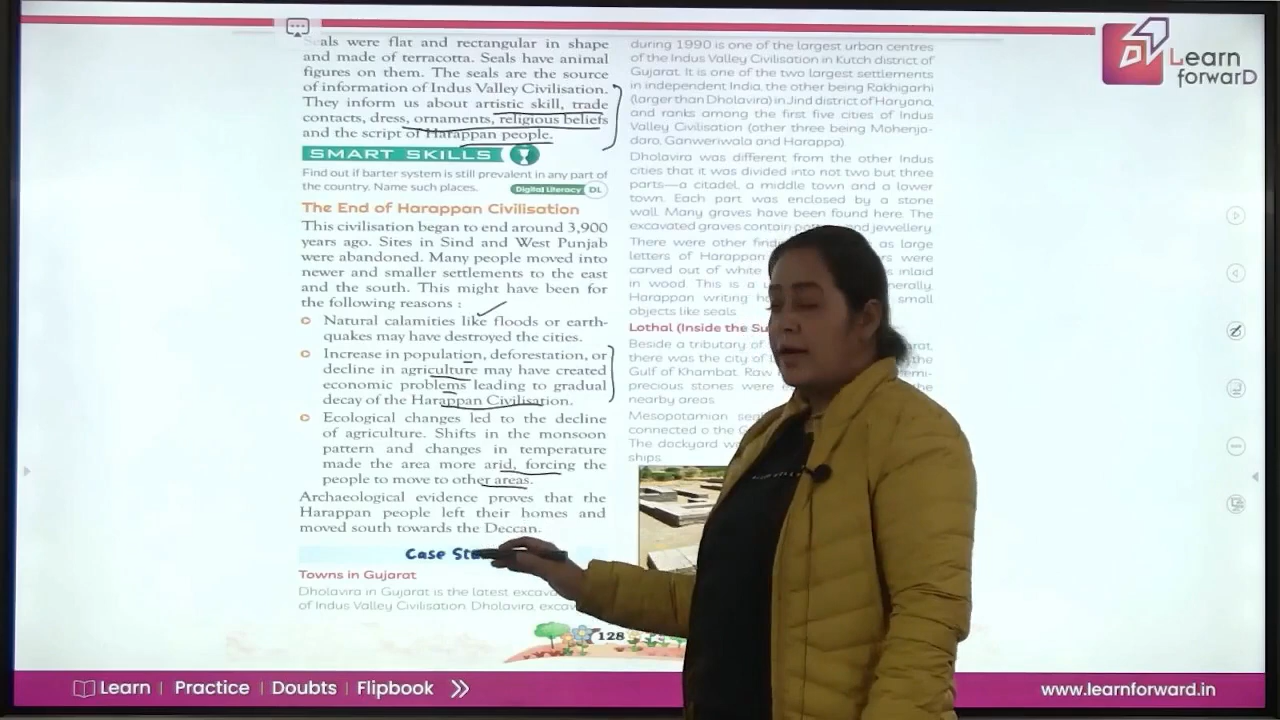 Seals were flat and rectangular in shape
and made of terracotta. Seals have animal
figures on them. The seals are the source
of information of Indus Valley Civilisation.
They inform us about artistic skill, trade
contacts, dress, ornaments, religious beliefs
and the script of Harappan people.
SMART SKILLS
Find out if barter system is still prevalent in any part of
the country. Name such places.
Digital Literacy DL
The End of Harappan Civilisation
This civilisation began to end around 3,900
years ago. Sites in Sind and West Punjab
were abandoned. Many people moved into
newer and smaller settlements to the east
and the south. This might have been for
the following reasons :
Natural calamities like floods or earth-
quakes may have destroyed the cities.
Increase in population, deforestation, or
decline in agriculture may have created
economic problems leading to gradual
decay of the Harappan Civilisation.
Ecological changes led to the decline
of agriculture. Shifts in the monsoon
pattern and changes in temperature
made the area more arid, forcing the
people to move to other areas.
Archaeological evidence proves that the
Harappan people left their homes and
moved south towards the Deccan.
Case
Towns in Gujarat
Dholavira in Gujarat is the latest
of Indus Valley Civilisation. Dholavira,
during 1990 is one of the largest urban centres
of the Indus Valley Civilisation in Kutch district of
Gujarat. It is one of the two largest settlements
in independent India, the other being Rakhigarhi
(larger than Dholavira) in Jind district of Haryana,
and ranks among the first five cities of Indus
Valley Civilisation (other three being Mohenja-
daro, Ganweriwala and Harappa).
Dholavira was different from the other Indus
cities that it was divided into not two but three
parts—a citadel, a middle town and a lower
town. Each part was enclosed by a stone
wall. Many graves have been found here. The
excavated graves contain and jewellery.
There were other as large
letters of Harappan were
carved out of white inlaid
in wood. This is a
Harappan writing small
objects like seals.
Lothal (Inside the
Beside a tributary of
there was the city of the
Gulf of Khambat. Raw
precious stones were the
nearby areas.
Mesopotamian
connected o the
The dockyard
ships.
128
Learn
forwarD
Learn | Practice | Doubts | Flipbook
www.learnforward.in